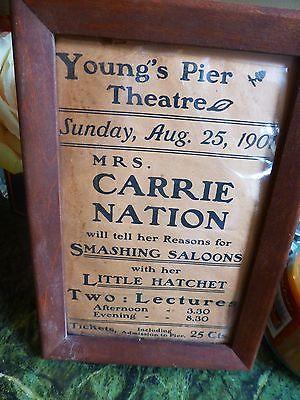 Young's Pier
Theatre
Sunday, Aug. 25, 190
MRS.
CARRIE
NATION
will tell her Reasons for
SMASHING SALOONS
with her
LITTLE HATCHET
Two : Lectures
Afternoon - 3.30
Evening - 8.30
Tickets, Including Admission to Pier. 25 Cts